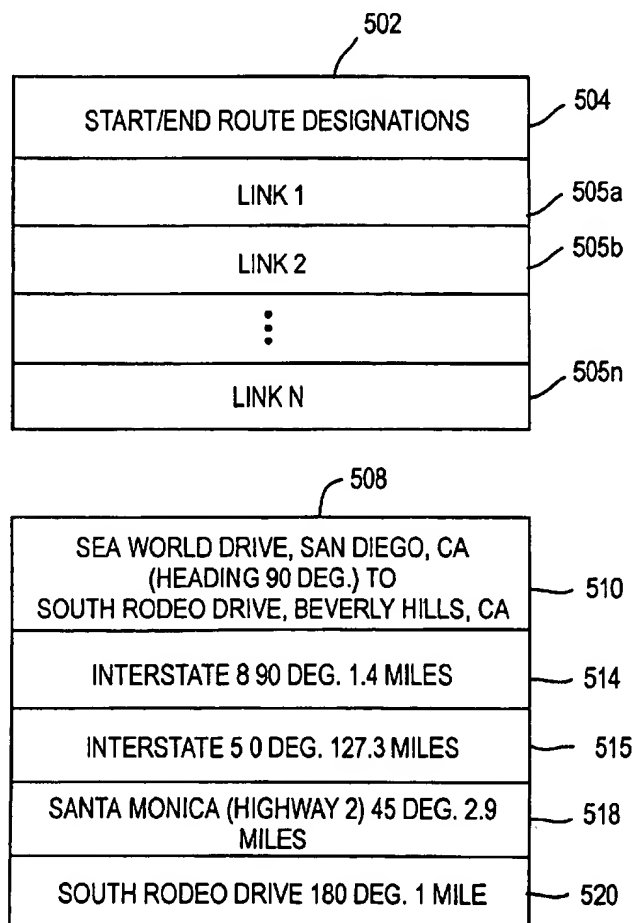 502
START/END ROUTE DESIGNATIONS
504
LINK 1
505a
LINK 2
505b
LINK N
505n
508
SEA WORLD DRIVE, SAN DIEGO, CA
(HEADING 90 DEG.) TO
SOUTH RODEO DRIVE, BEVERLY HILLS, CA
510
INTERSTATE 8 90 DEG. 1.4 MILES
514
INTERSTATE 5 0 DEG. 127.3 MILES
515
SANTA MONICA (HIGHWAY 2) 45 DEG. 2.9
MILES
518
SOUTH RODEO DRIVE 180 DEG. 1 MILE
520